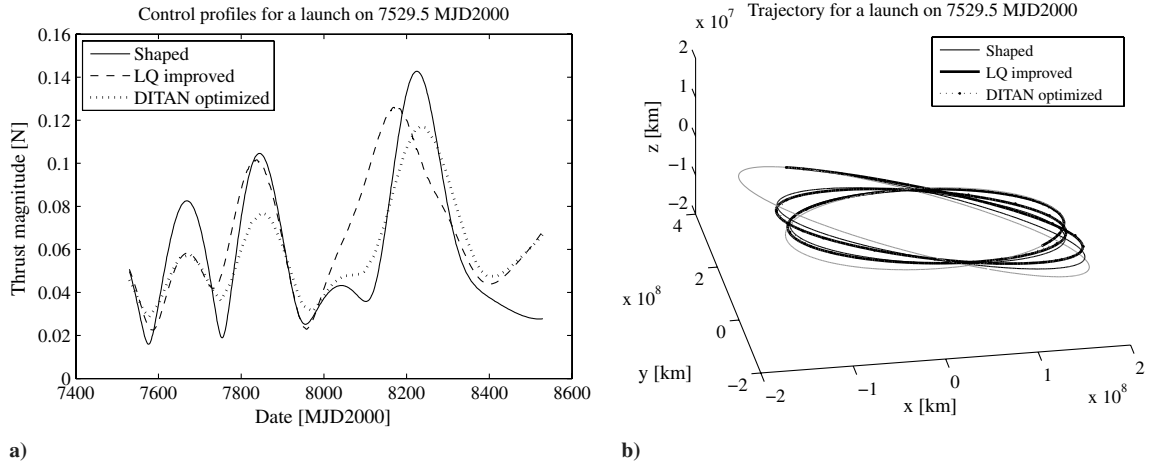 Control profiles for a launch on 7529.5 MJD2000
0.16
0.14
0.12
0.1
0.08
0.06
0.04
0.02
0
Thrust magnitude [N]
Shaped
LQ improved
DITAN optimized
7400 7600 7800 8000 8200 8400 8600
Date [MJD2000]
a)
Trajectory for a launch on 7529.5 MJD2000
x 10^7
2
1
0
−1
−2
z [km]
Shaped
LQ improved
DITAN optimized
4
2
0
−2
x 10^8
y [km]
−2 −1 0 1 2
x 10^8
x [km]
b)